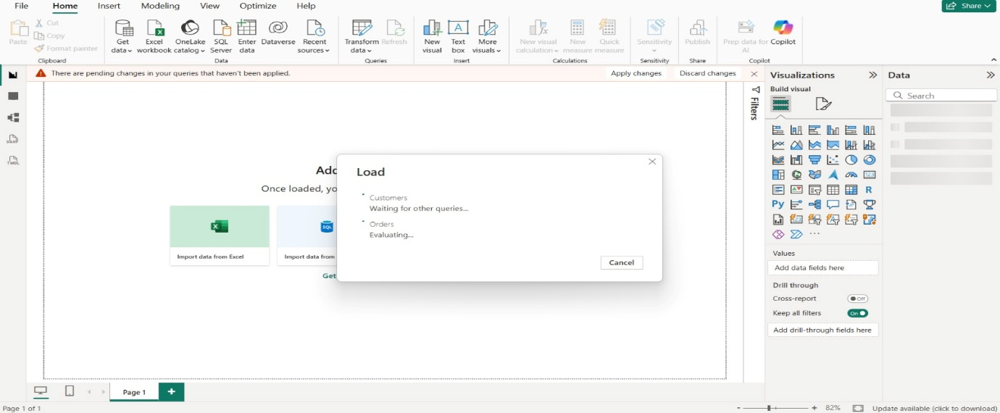 File Home Insert Modeling View Optimize Help
Share
Paste
Cut
Copy
Format painter
Clipboard
Get data
Excel workbook
OneLake catalog
SQL Server
Enter data
Dataverse
Recent sources
Data
Transform data
Refresh
Queries
New visual
Text box
More visuals
Insert
New visual calculation
New measure
Quick measure
Calculations
Sensitivity
Sensitivity
Publish
Share
Prep data for AI
Copilot
Copilot
There are pending changes in your queries that haven't been applied.
Apply changes
Discard changes
Filters
Add
Once loaded, yo
Import data from Excel
SQL
Import data from
Get
Load
Customers
Waiting for other queries...
Orders
Evaluating...
Cancel
Visualizations
Build visual
123
R
Py
Values
Add data fields here
Drill through
Cross-report
Off
Keep all filters
On
Add drill-through fields here
Data
Search
DAX
TMDL
Page 1
Page 1 of 1
- + 82%
Update available (click to download)